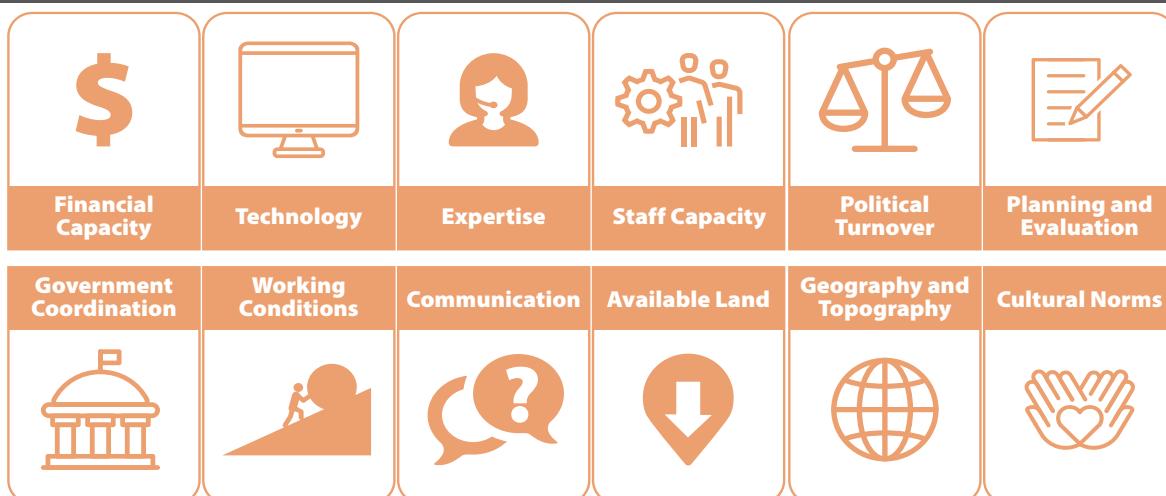 $
Financial
Capacity
Technology
Expertise
Staff Capacity
Political
Turnover
Planning and
Evaluation
Government
Coordination
Working
Conditions
Communication
Available Land
Geography and
Topography
Cultural Norms
?